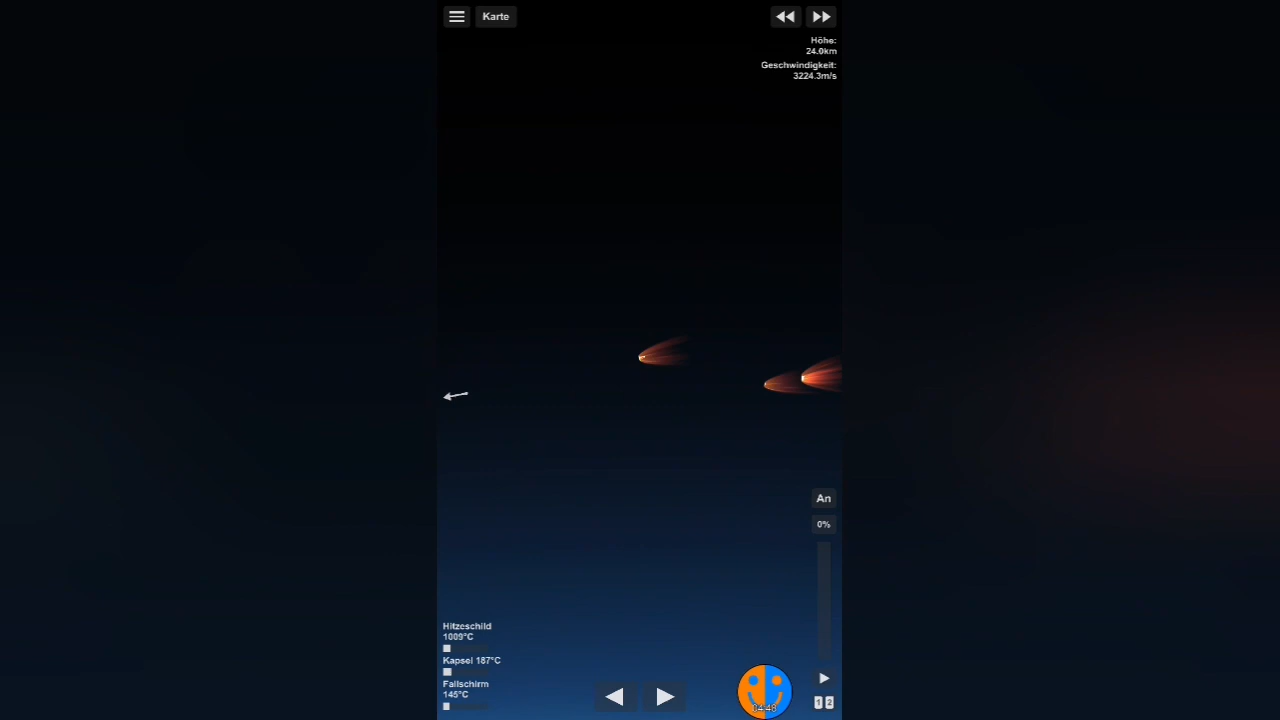 Karte
Höhe:
24.0km
Geschwindigkeit:
3224.3m/s
An
0%
Hitzeschild
1009°C
Kapsel 187°C
Fallschirm
145°C
04:48
1 2